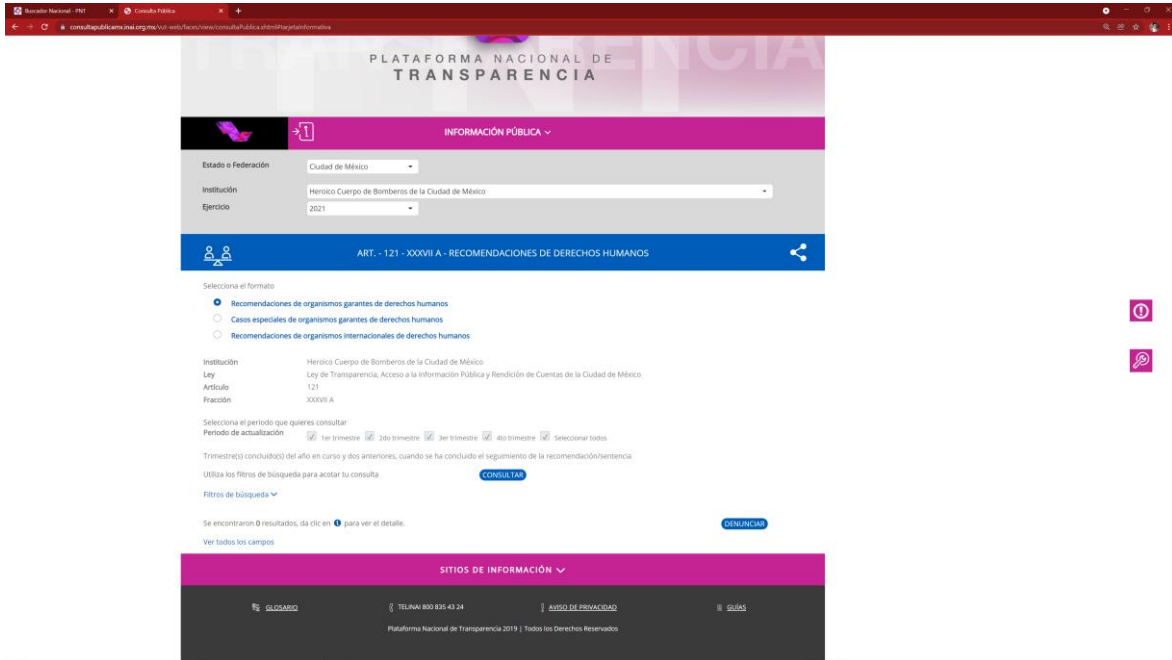 Buscador Nacional - PNT
Consulta Pública
consultapublicamx.inai.org.mx/vut-web/faces/view/consultaPublica.xhtml#tarjetaInformativa
TRANSPARENCIA
PLATAFORMA NACIONAL DE
TRANSPARENCIA
INFORMACIÓN PÚBLICA
Estado o Federación Ciudad de México
Institución Heroico Cuerpo de Bomberos de la Ciudad de México
Ejercicio 2021
ART. - 121 - XXXVII A - RECOMENDACIONES DE DERECHOS HUMANOS
Selecciona el formato
Recomendaciones de organismos garantes de derechos humanos
Casos especiales de organismos garantes de derechos humanos
Recomendaciones de organismos internacionales de derechos humanos
Institución Heroico Cuerpo de Bomberos de la Ciudad de México
Ley Ley de Transparencia, Acceso a la Información Pública y Rendición de Cuentas de la Ciudad de México
Artículo 121
Fracción XXXVII A
Selecciona el periodo que quieres consultar
Periodo de actualización 1er trimestre 2do trimestre 3er trimestre 4to trimestre Seleccionar todos
Trimestre(s) concluido(s) del año en curso y dos anteriores, cuando se ha concluido el seguimiento de la recomendación/sentencia
Utiliza los filtros de búsqueda para acotar tu consulta CONSULTAR
Filtros de búsqueda
Se encontraron 0 resultados, da clic en para ver el detalle. DENUNCIAR
Ver todos los campos
SITIOS DE INFORMACIÓN
GLOSARIO TELINAI 800 835 43 24 AVISO DE PRIVACIDAD GUÍAS
Plataforma Nacional de Transparencia 2019 | Todos los Derechos Reservados